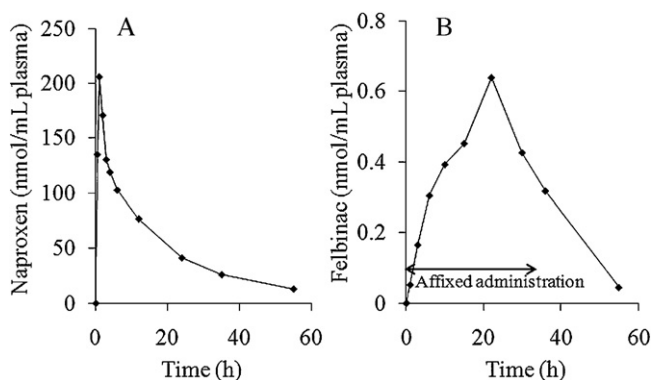 A
Naproxen (nmol/mL plasma)
250
200
150
100
50
0
0
20
40
60
Time (h)
B
Felbinac (nmol/mL plasma)
0.8
0.6
0.4
0.2
0
Affixed administration
0
20
40
60
Time (h)